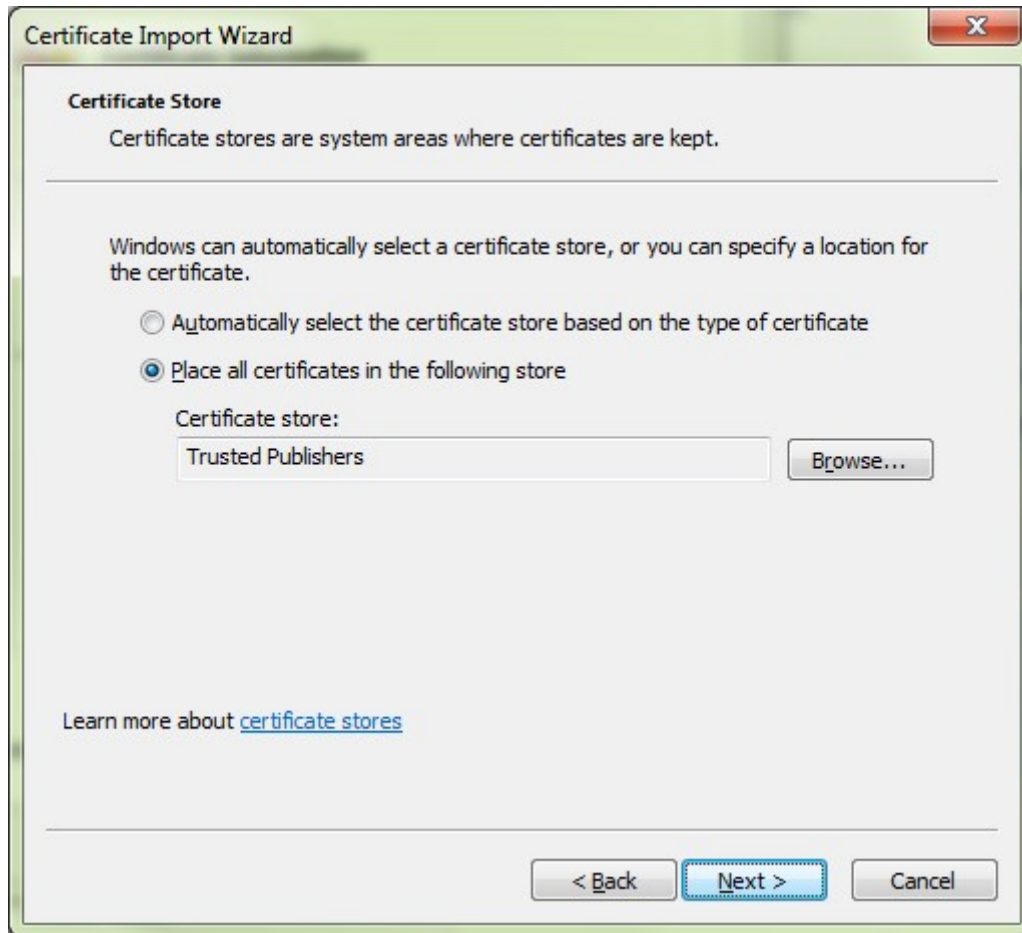 Certificate Import Wizard
Certificate Store
Certificate stores are system areas where certificates are kept.
Windows can automatically select a certificate store, or you can specify a location for
the certificate.
Automatically select the certificate store based on the type of certificate
Place all certificates in the following store
Certificate store:
Trusted Publishers
Browse...
Learn more about certificate stores
< Back
Next >
Cancel